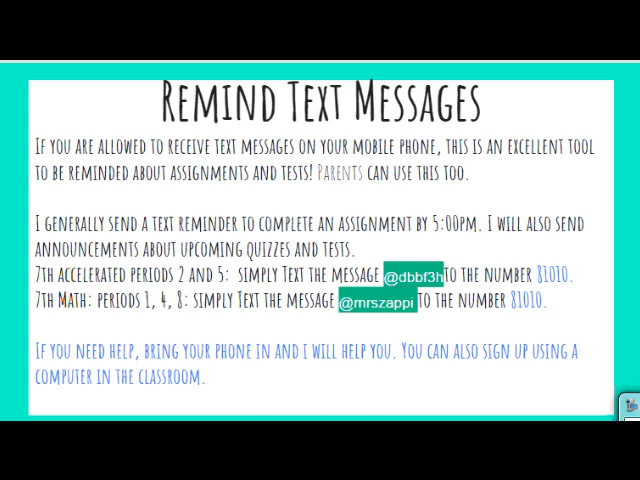 Remind Text Messages
If you are allowed to receive text messages on your mobile phone, this is an excellent tool
to be reminded about assignments and tests! Parents can use this too.
I generally send a text reminder to complete an assignment by 5:00pm. I will also send
announcements about upcoming quizzes and tests.
7th accelerated periods 2 and 5: simply Text the message @dbbf3h to the number 81010.
7th Math: periods 1, 4, 8: simply Text the message @mrszappi to the number 81010.
If you need help, bring your phone in and I will help you. You can also sign up using a
computer in the classroom.